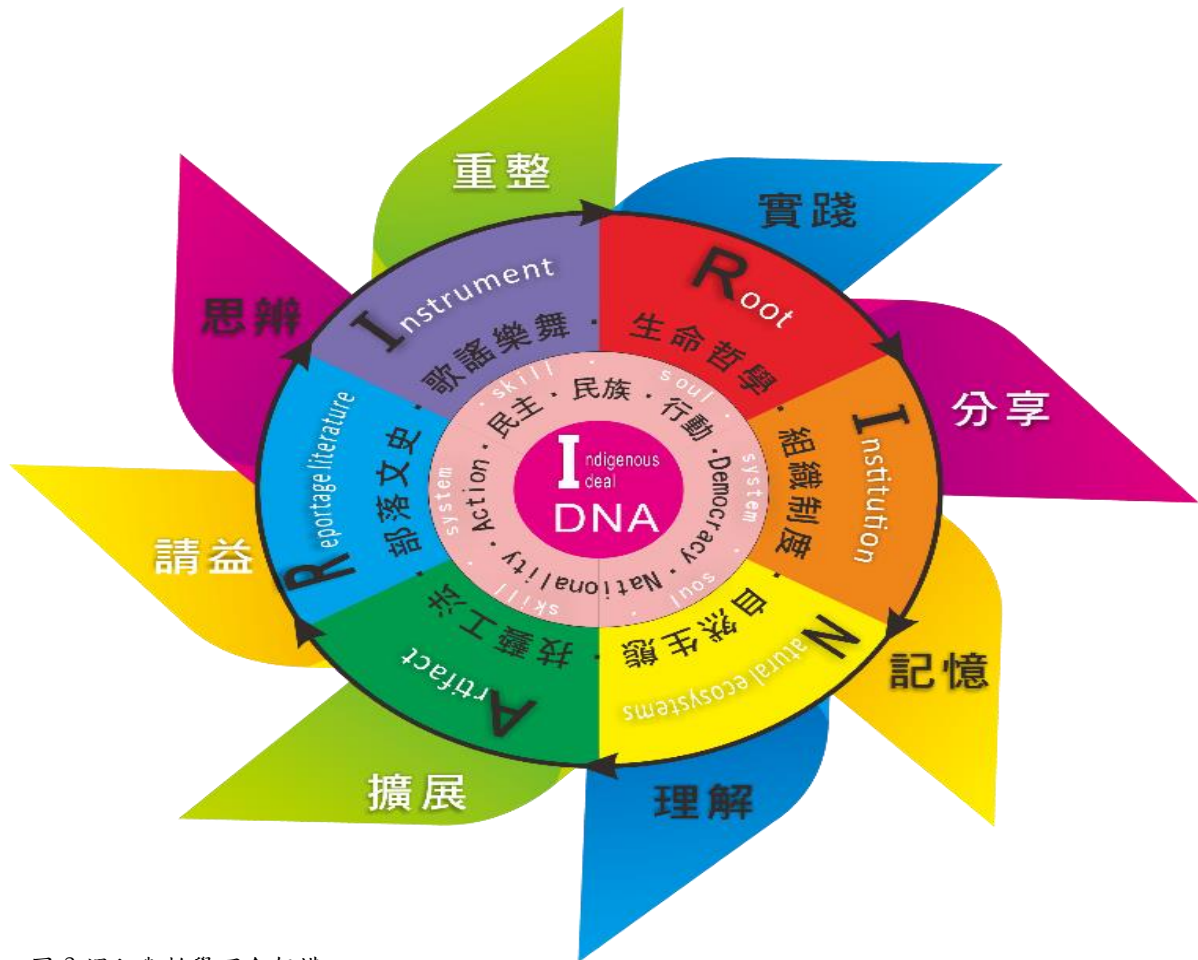 重整
實踐
分享
記憶
理解
擴展
請益
思辨
Root
生命哲學
Institution
組織制度
Natural ecosystems
自然生態
Artifact
技藝工法
Reportage literature
部落文史
Instrument
歌謠樂舞
soul · system · soul · skill · system · skill
民主 · 民族 · 行動 · Democracy · Nationality · Action
Indigenous
Ideal
DNA